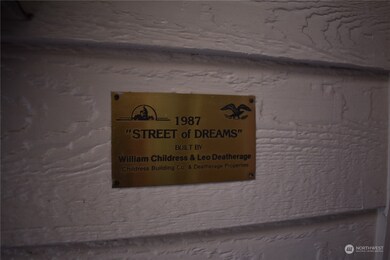 1987
"STREET of DREAMS"
BUILT BY
William Childress & Leo Deatherage
Childress Building Co. & Deatherage Properties
NORTHWEST